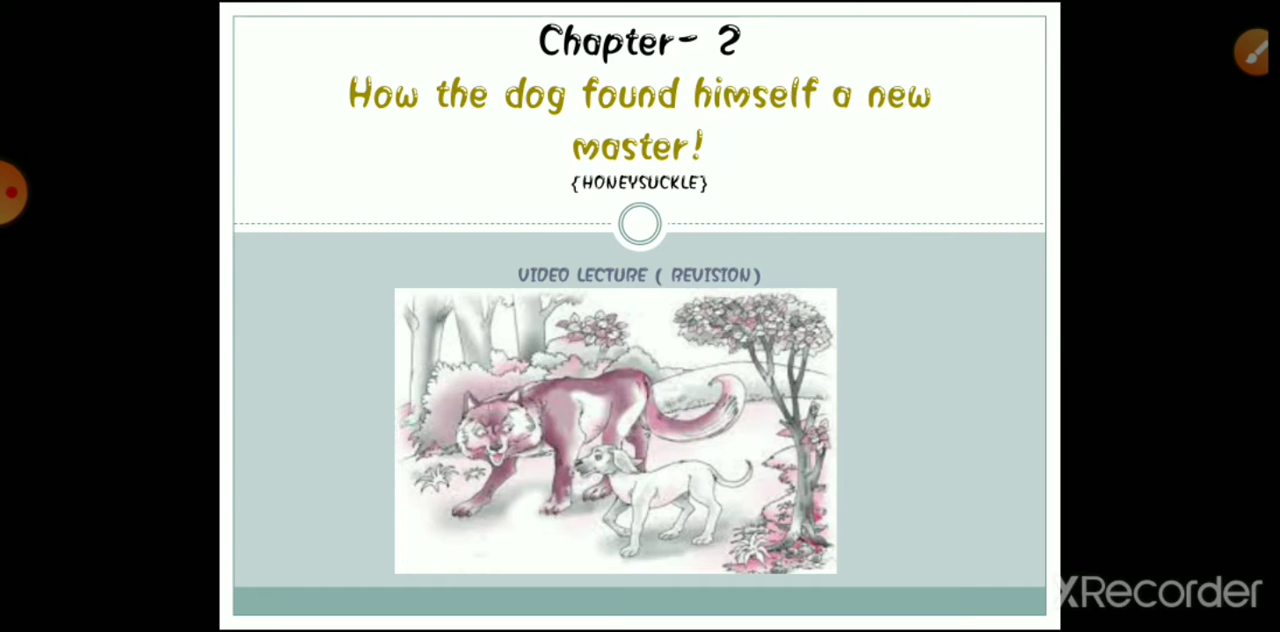 Chapter- 2
How the dog found himself a new
master!
{HONEYSUCKLE}
VIDEO LECTURE ( REVISION)
XRecorder